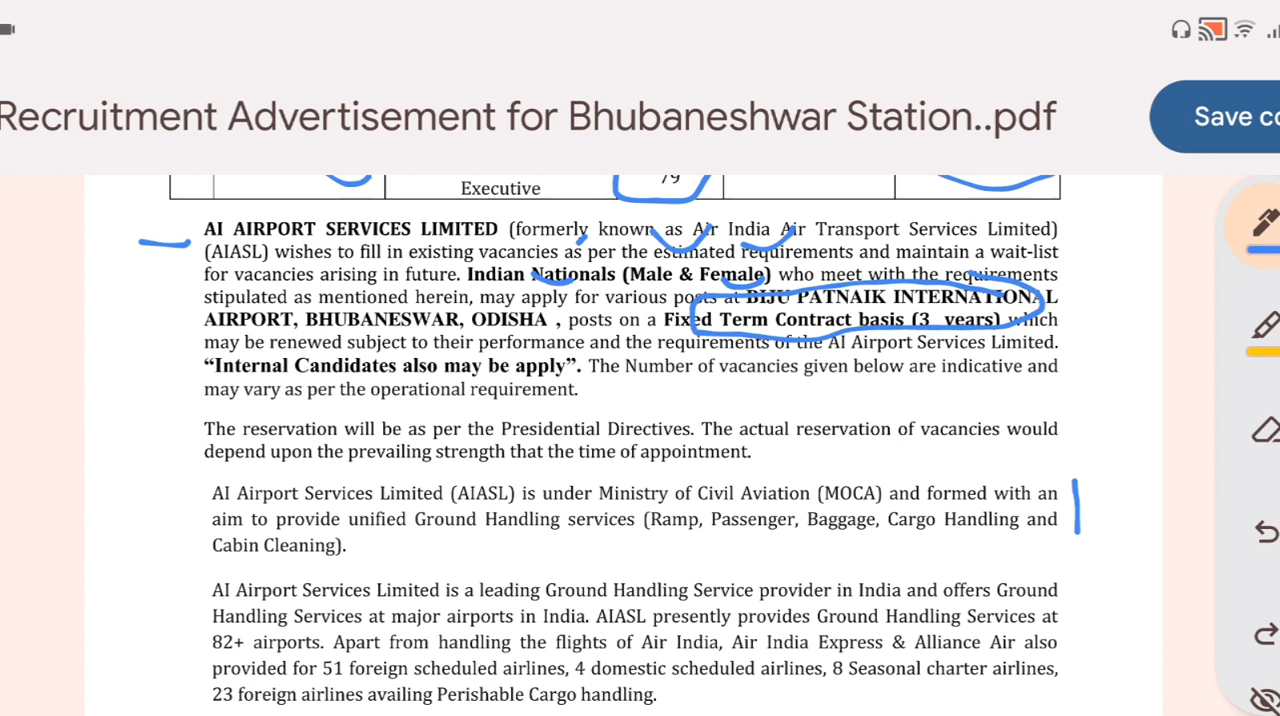 Recruitment Advertisement for Bhubaneshwar Station..pdf
Save
Executive
79
AI AIRPORT SERVICES LIMITED (formerly known as Air India Air Transport Services Limited)
(AIASL) wishes to fill in existing vacancies as per the estimated requirements and maintain a wait-list
for vacancies arising in future. Indian Nationals (Male & Female) who meet with the requirements
stipulated as mentioned herein, may apply for various posts at BIJU PATNAIK INTERNATIONAL
AIRPORT, BHUBANESWAR, ODISHA , posts on a Fixed Term Contract basis (3 years) which
may be renewed subject to their performance and the requirements of the AI Airport Services Limited.
“Internal Candidates also may be apply”. The Number of vacancies given below are indicative and
may vary as per the operational requirement.
The reservation will be as per the Presidential Directives. The actual reservation of vacancies would
depend upon the prevailing strength that the time of appointment.
AI Airport Services Limited (AIASL) is under Ministry of Civil Aviation (MOCA) and formed with an
aim to provide unified Ground Handling services (Ramp, Passenger, Baggage, Cargo Handling and
Cabin Cleaning).
AI Airport Services Limited is a leading Ground Handling Service provider in India and offers Ground
Handling Services at major airports in India. AIASL presently provides Ground Handling Services at
82+ airports. Apart from handling the flights of Air India, Air India Express & Alliance Air also
provided for 51 foreign scheduled airlines, 4 domestic scheduled airlines, 8 Seasonal charter airlines,
23 foreign airlines availing Perishable Cargo handling.